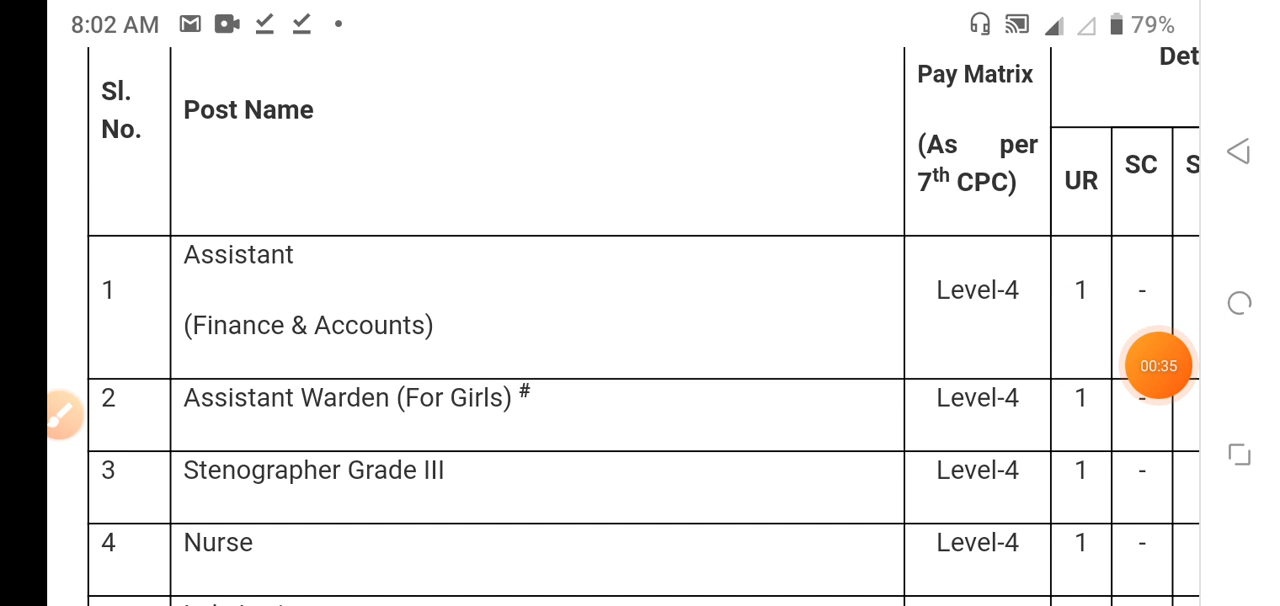 8:02 AM
79%
Sl. No.
Post Name
Pay Matrix
(As per 7th CPC)
Det
UR
SC
S
1
Assistant
(Finance & Accounts)
Level-4
1
-
00:35
2
Assistant Warden (For Girls) #
Level-4
1
-
3
Stenographer Grade III
Level-4
1
-
4
Nurse
Level-4
1
-